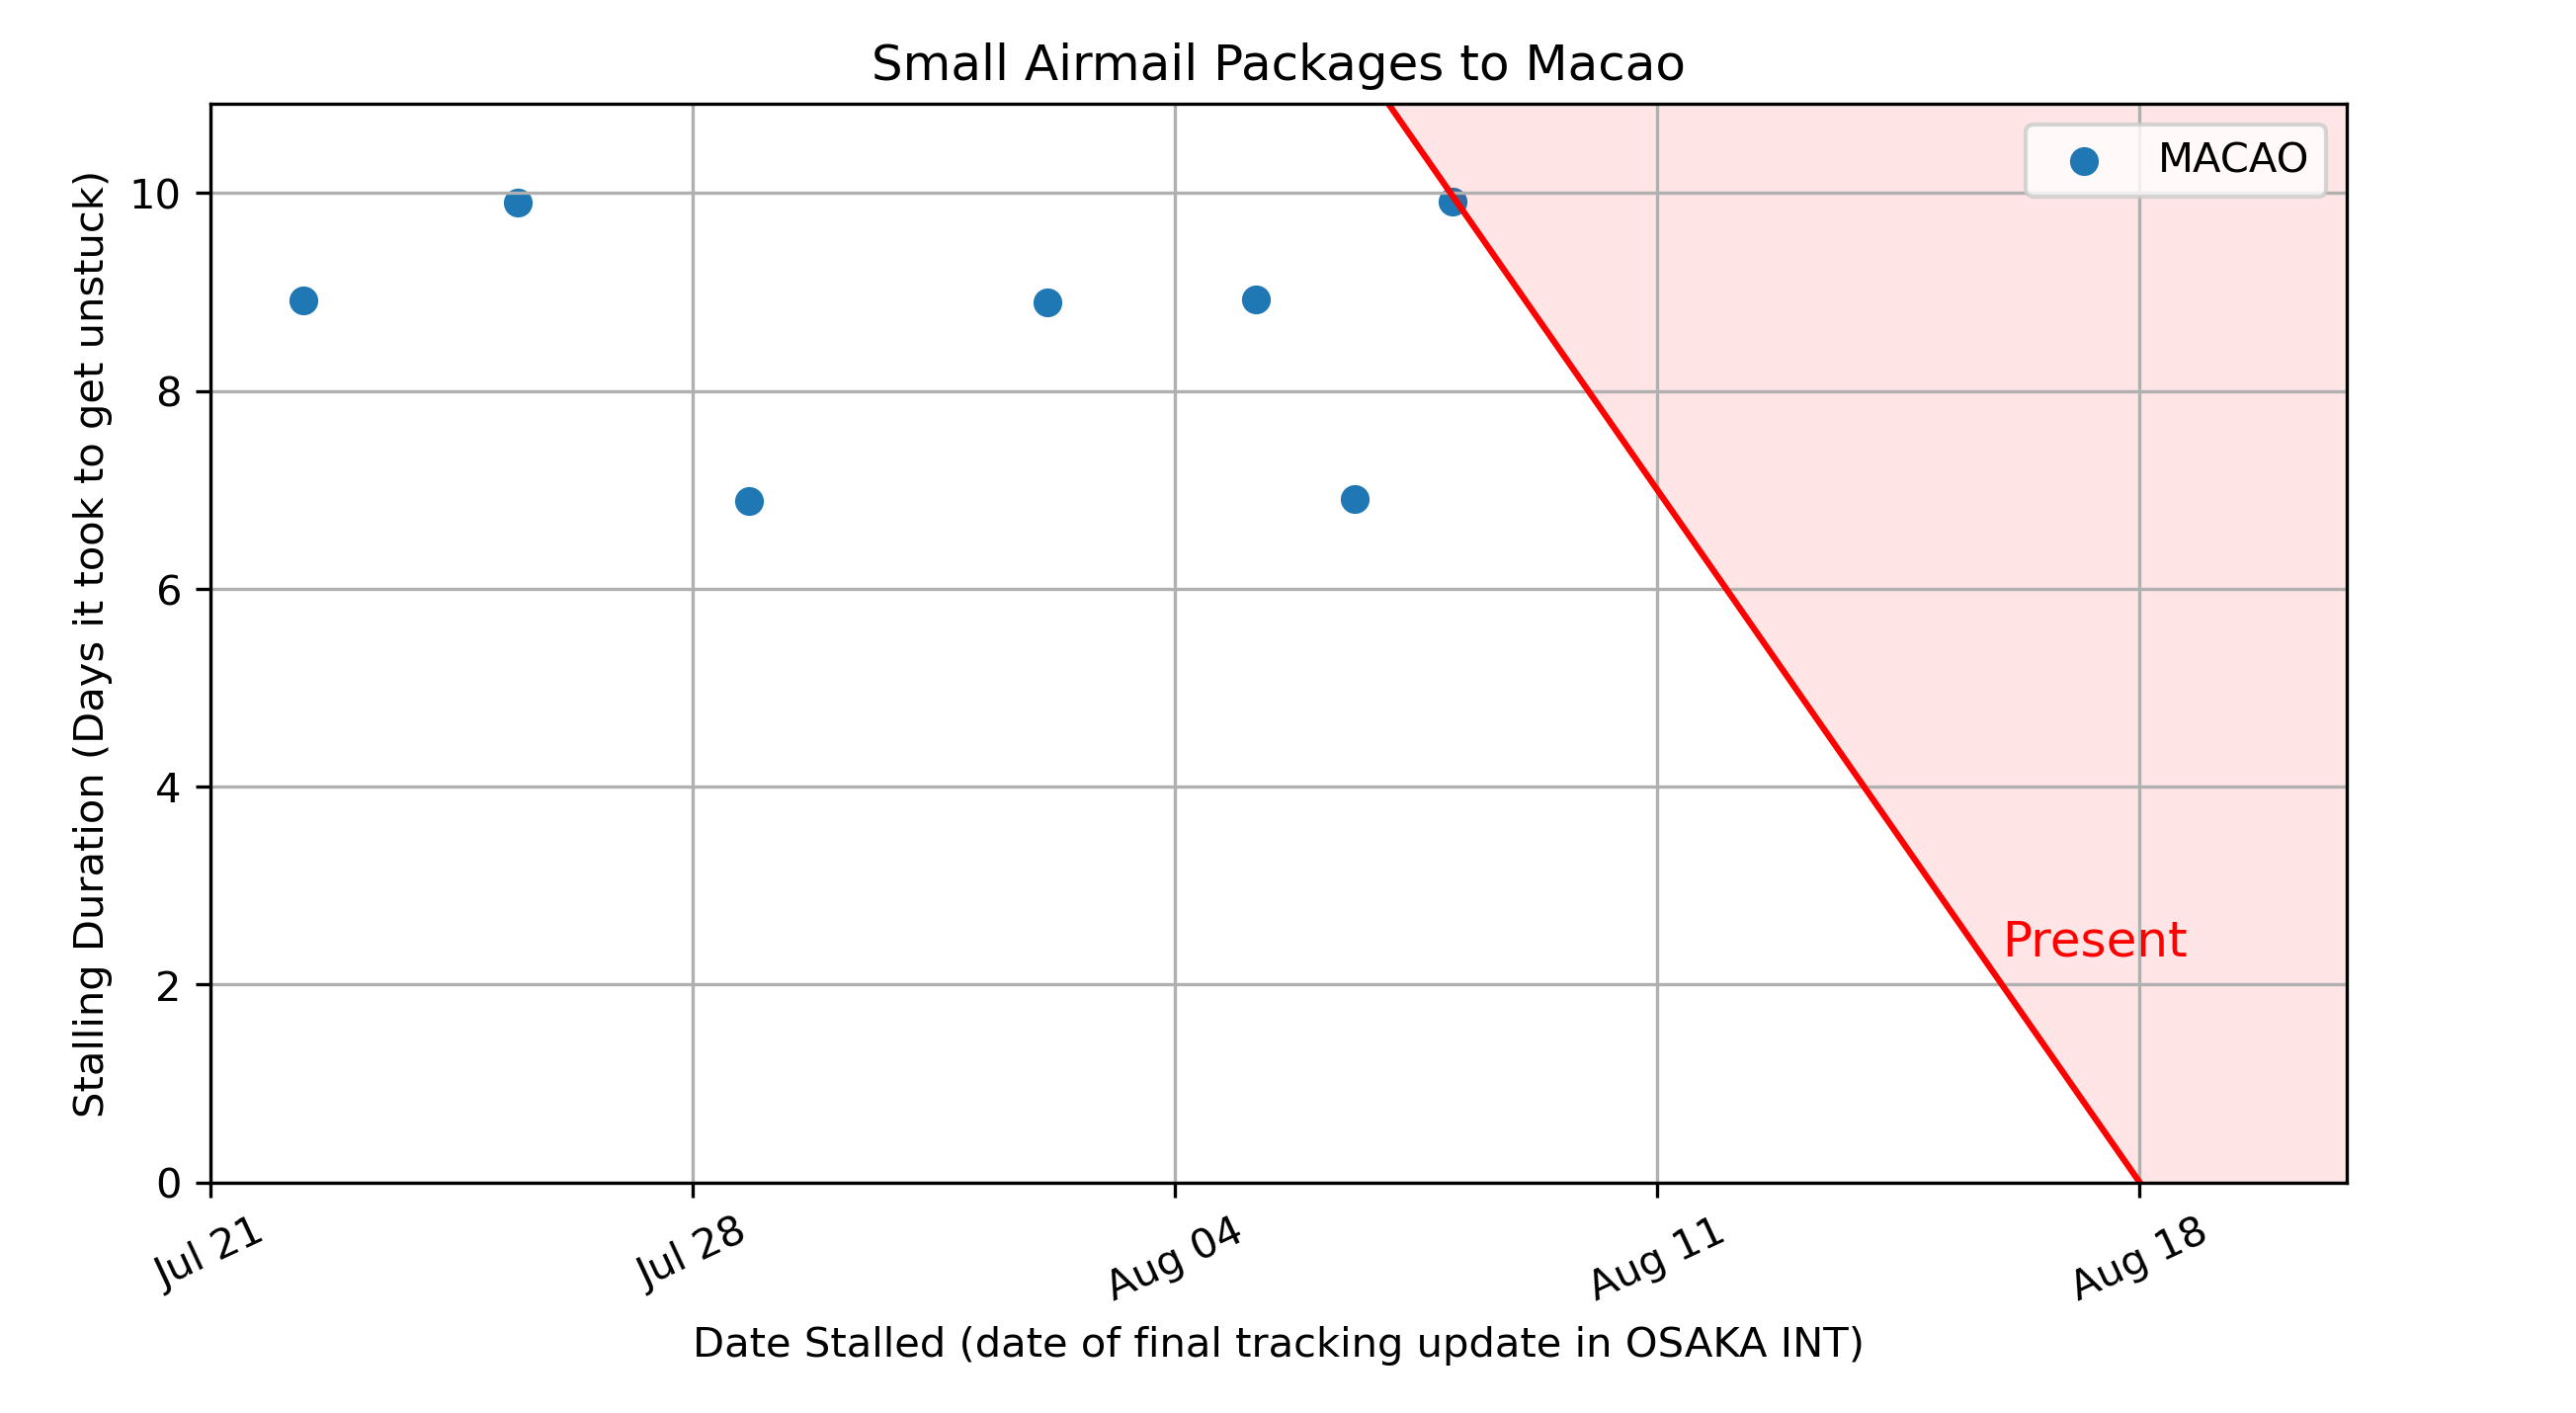 Small Airmail Packages to Macao
MACAO
Stalling Duration (Days it took to get unstuck)
10
8
6
4
2
0
Present
Jul 21
Jul 28
Aug 04
Aug 11
Aug 18
Date Stalled (date of final tracking update in OSAKA INT)